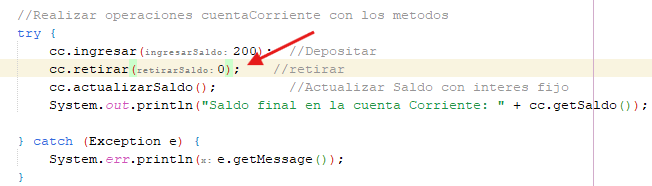 //Realizar operaciones cuentaCorriente con los metodos
try {
cc.ingresar(ingresarSaldo: 200); //Depositar
cc.retirar(retirarSaldo: 0); //retirar
cc.actualizarSaldo(); //Actualizar Saldo con interes fijo
System.out.println("Saldo final en la cuenta Corriente: " + cc.getSaldo());
} catch (Exception e) {
System.err.println(x: e.getMessage());
}